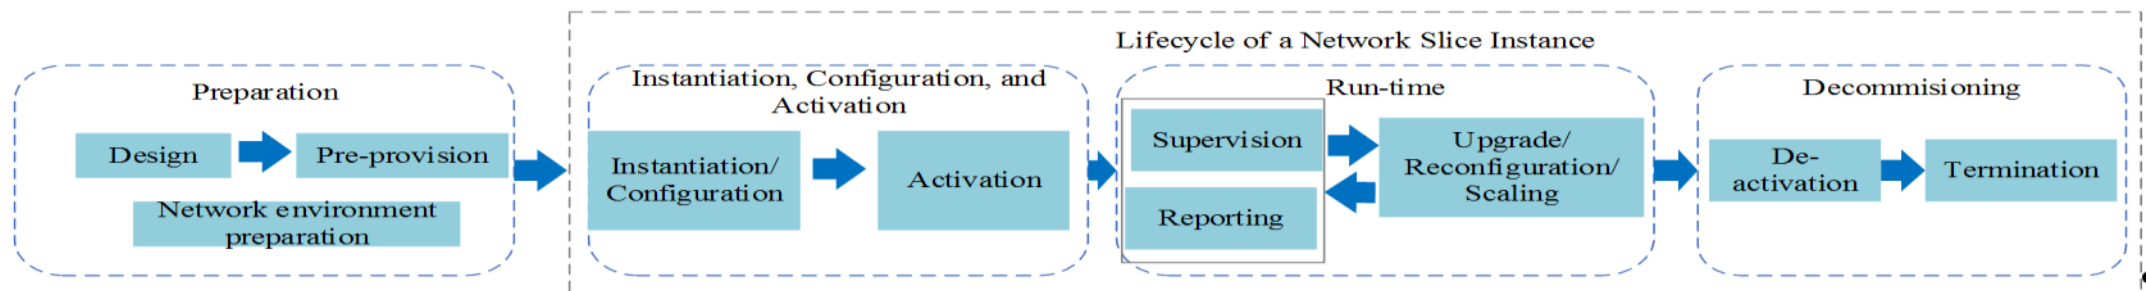 Lifecycle of a Network Slice Instance
Preparation
Design
Pre-provision
Network environment
preparation
Instantiation, Configuration, and
Activation
Instantiation/
Configuration
Activation
Run-time
Supervision
Reporting
Upgrade/
Reconfiguration/
Scaling
Decommisioning
De-
activation
Termination